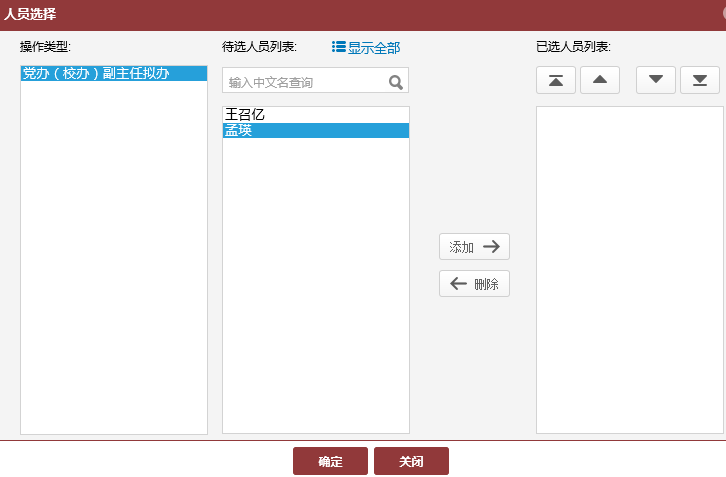 人员选择
操作类型:
待选人员列表:
显示全部
已选人员列表:
党办（校办）副主任拟办
输入中文名查询
王召亿
孟瑛
添加
删除
确定
关闭